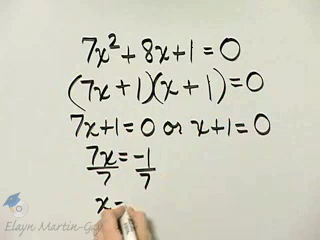 7x² + 8x + 1 = 0
(7x + 1)(x + 1) = 0
7x + 1 = 0 or x + 1 = 0
7x/7 = -1/7
x =
Elayn Martin-G